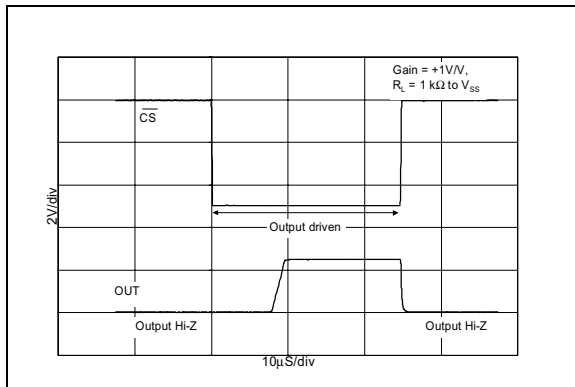 Gain = +1V/V,
R_L = 1 kΩ to V_SS
CS
2V/div
Output driven
OUT
Output Hi-Z
Output Hi-Z
10µS/div